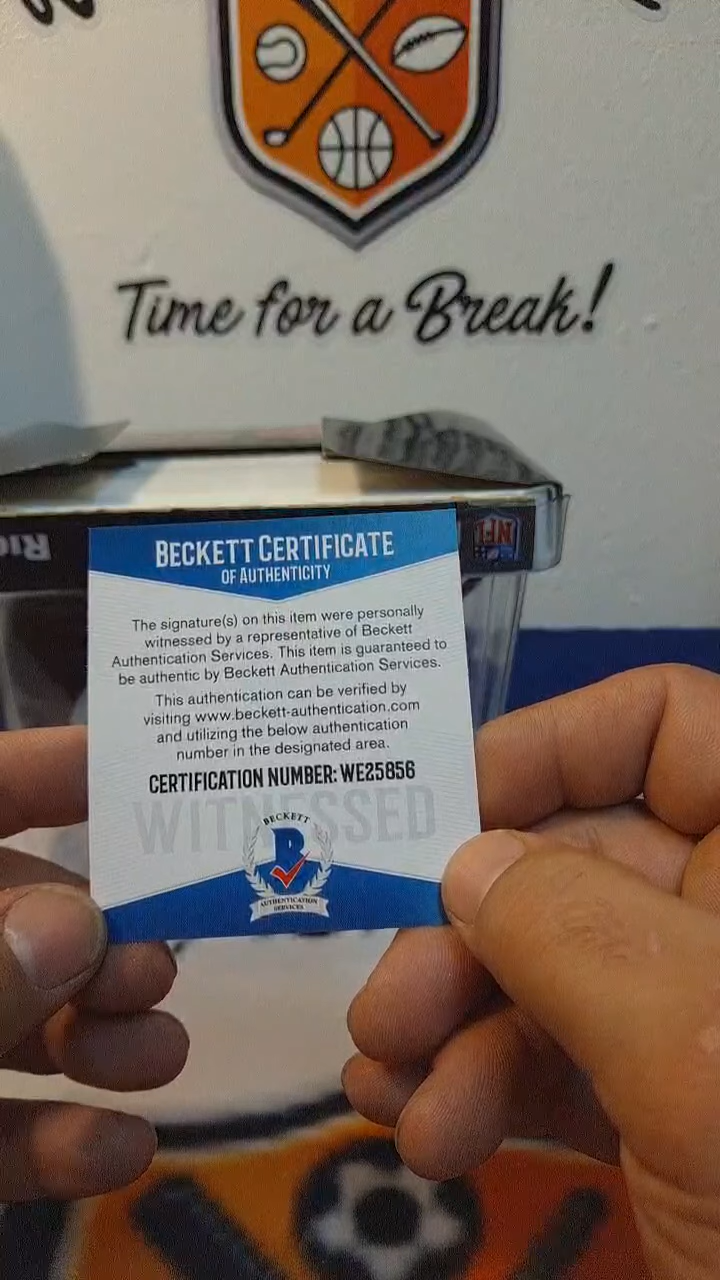 Time for a Break!
Ric
NFL
BECKETT CERTIFICATE
OF AUTHENTICITY
The signature(s) on this item were personally
witnessed by a representative of Beckett
Authentication Services. This item is guaranteed to
be authentic by Beckett Authentication Services.
This authentication can be verified by
visiting www.beckett-authentication.com
and utilizing the below authentication
number in the designated area.
CERTIFICATION NUMBER: WE25856
WITNESSED
BECKETT
B
AUTHENTICATION
SERVICES